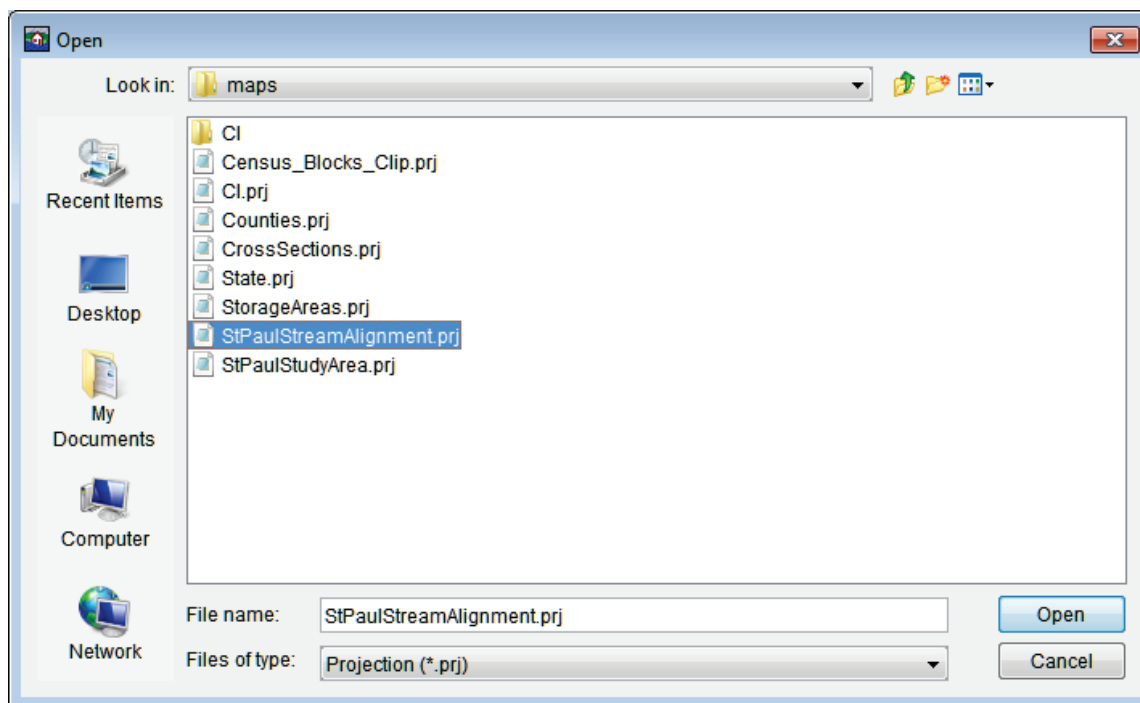 Open
Look in:
maps
Recent Items
Desktop
My
Documents
Computer
Network
CI
Census_Blocks_Clip.prj
CI.prj
Counties.prj
CrossSections.prj
State.prj
StorageAreas.prj
StPaulStreamAlignment.prj
StPaulStudyArea.prj
File name:
StPaulStreamAlignment.prj
Open
Files of type:
Projection (*.prj)
Cancel